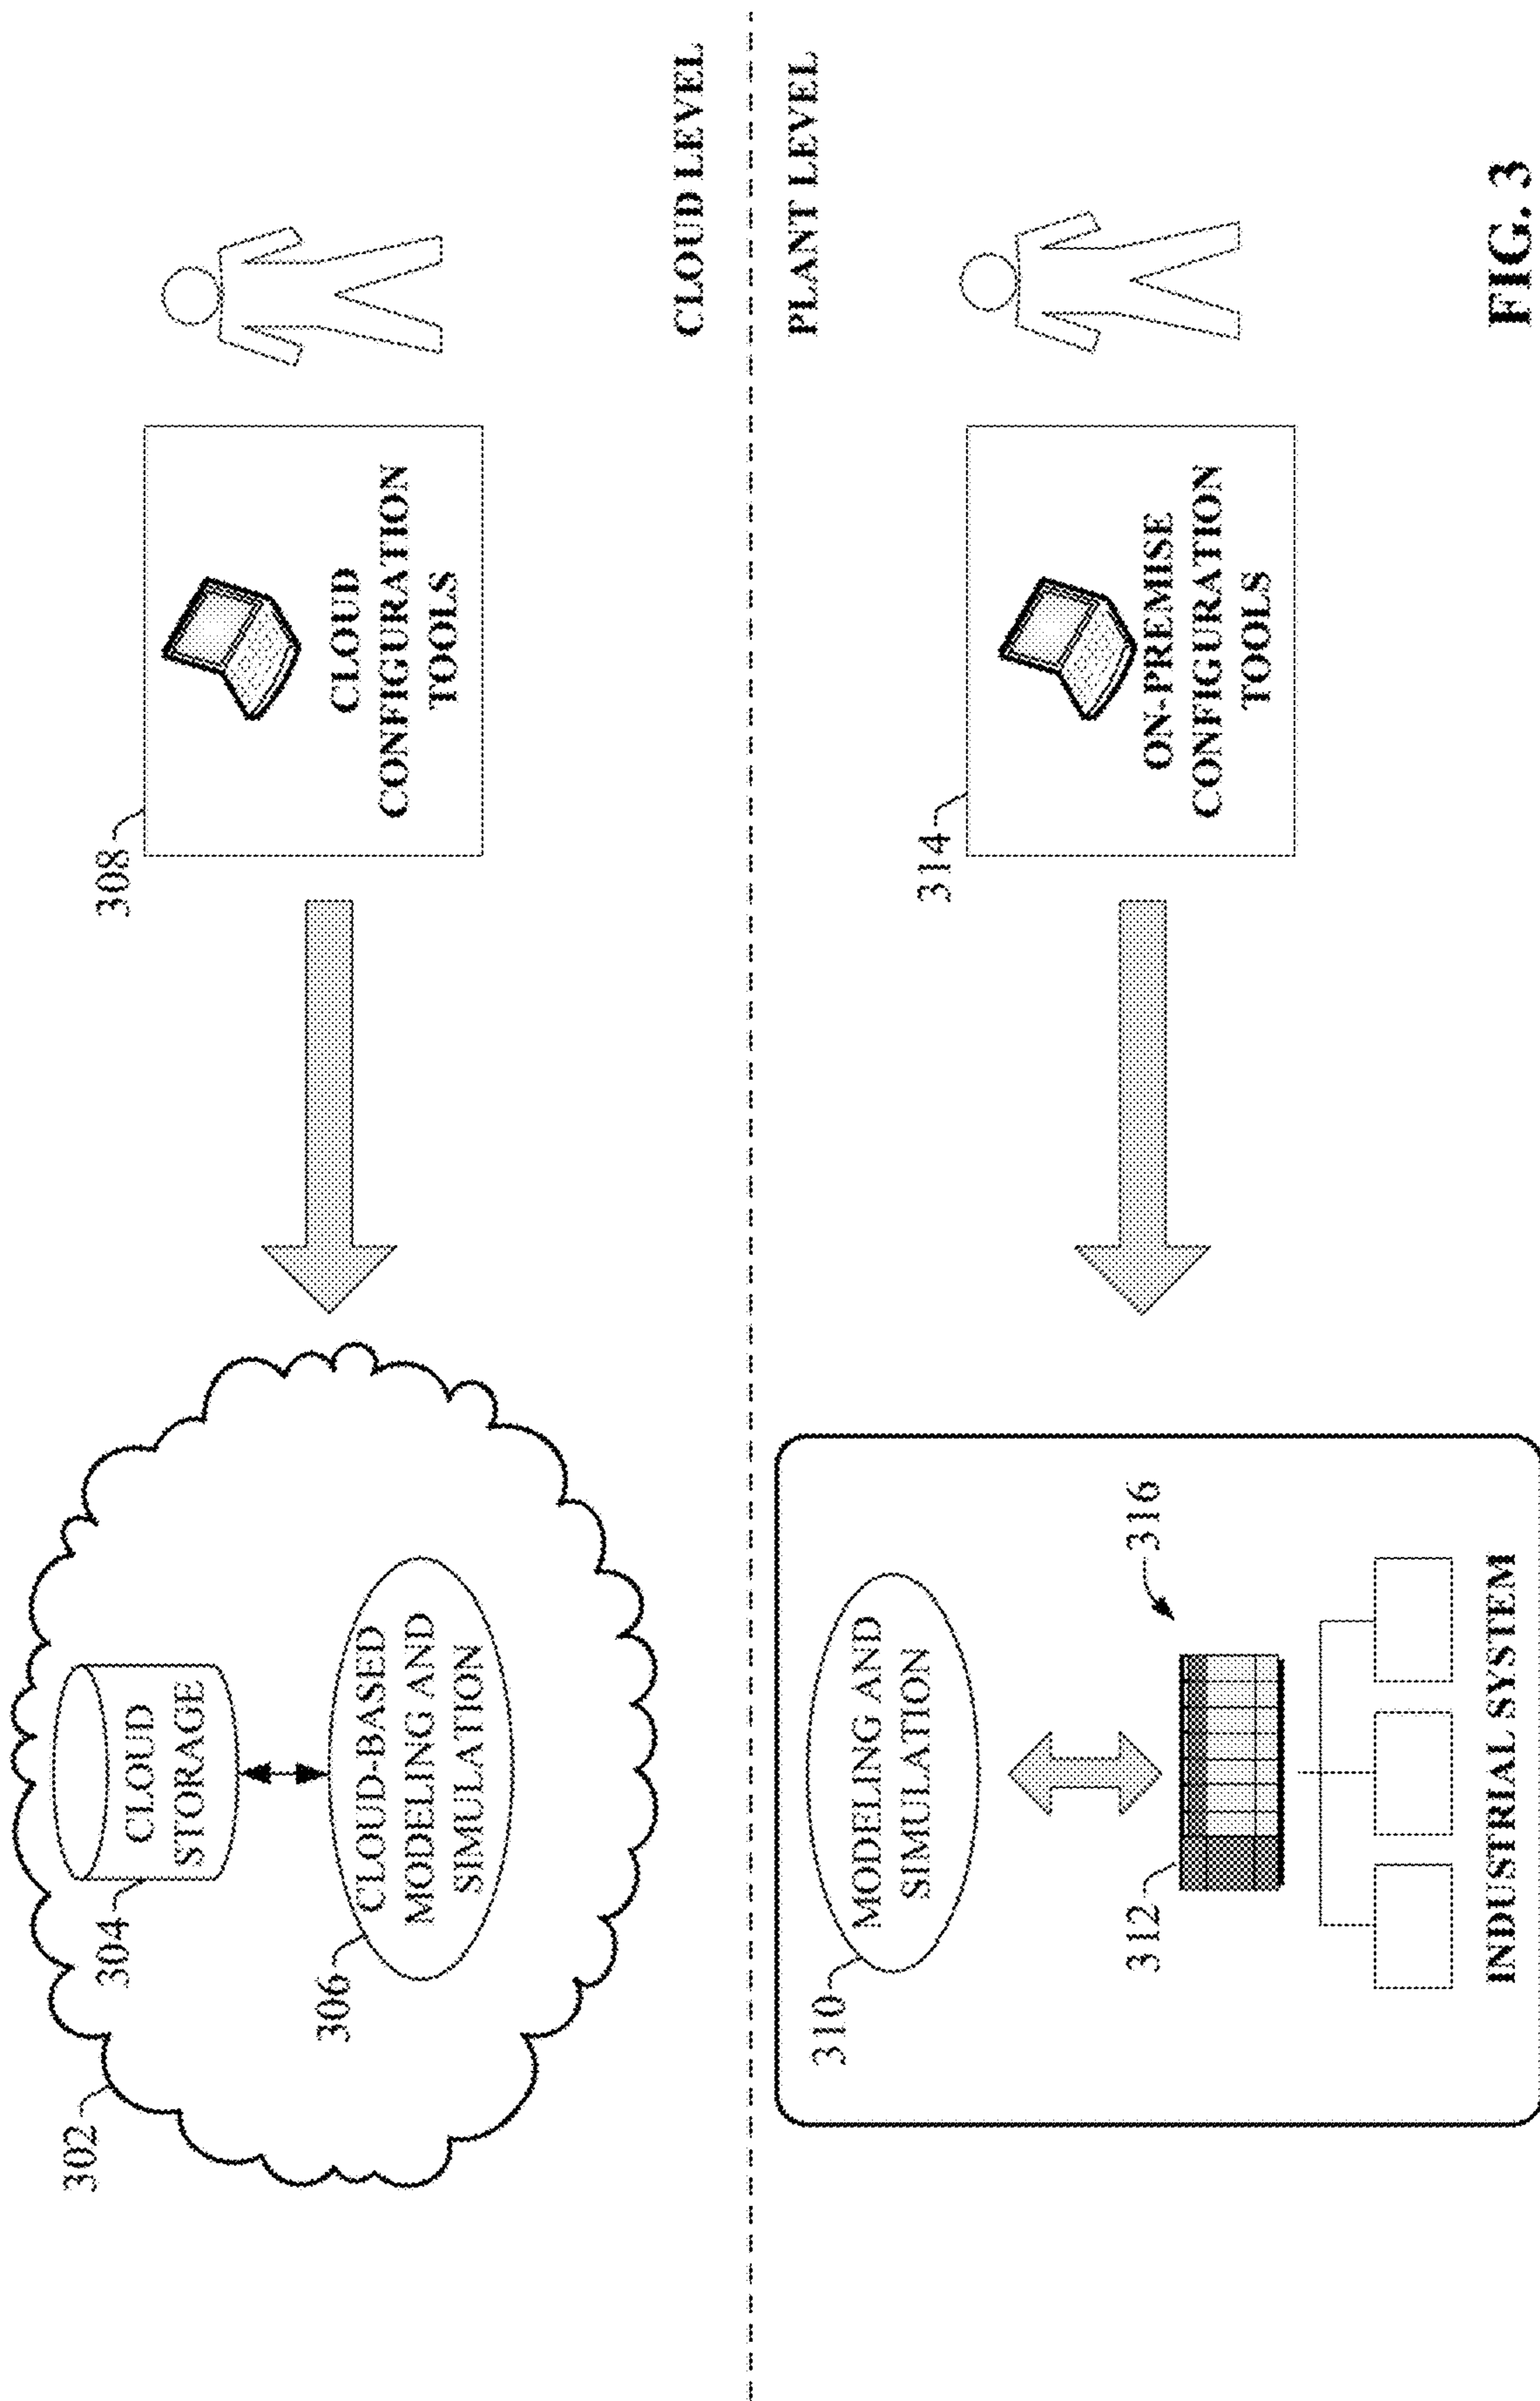 302
304
CLOUD
STORAGE
306
CLOUD-BASED
MODELING AND
SIMULATION
308
CLOUD
CONFIGURATION
TOOLS
CLOUD LEVEL
PLANT LEVEL
310
MODELING AND
SIMULATION
312
316
INDUSTRIAL SYSTEM
314
ON-PREMISE
CONFIGURATION
TOOLS
FIG. 3